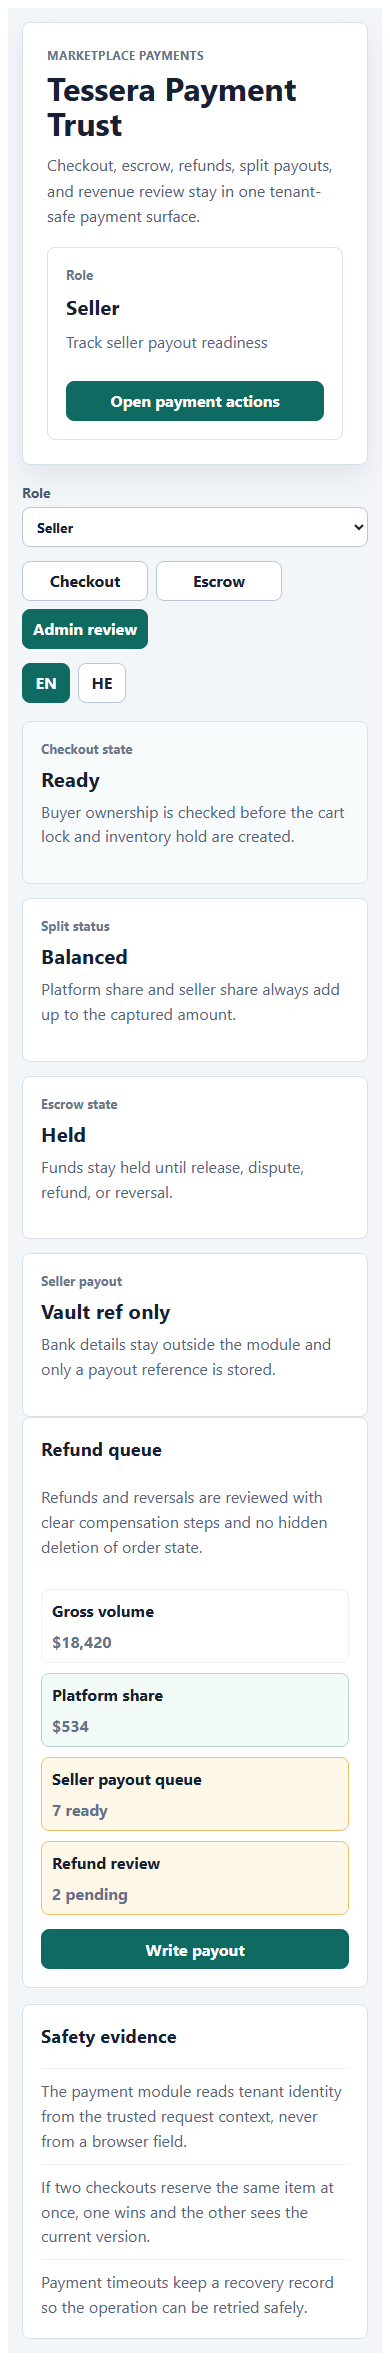 MARKETPLACE PAYMENTS
Tessera Payment
Trust
Checkout, escrow, refunds, split payouts,
and revenue review stay in one tenant-
safe payment surface.
Role
Seller
Track seller payout readiness
Open payment actions
Role
Seller
Checkout
Escrow
Admin review
EN
HE
Checkout state
Ready
Buyer ownership is checked before the cart
lock and inventory hold are created.
Split status
Balanced
Platform share and seller share always add
up to the captured amount.
Escrow state
Held
Funds stay held until release, dispute,
refund, or reversal.
Seller payout
Vault ref only
Bank details stay outside the module and
only a payout reference is stored.
Refund queue
Refunds and reversals are reviewed with
clear compensation steps and no hidden
deletion of order state.
Gross volume
$18,420
Platform share
$534
Seller payout queue
7 ready
Refund review
2 pending
Write payout
Safety evidence
The payment module reads tenant identity
from the trusted request context, never
from a browser field.
If two checkouts reserve the same item at
once, one wins and the other sees the
current version.
Payment timeouts keep a recovery record
so the operation can be retried safely.